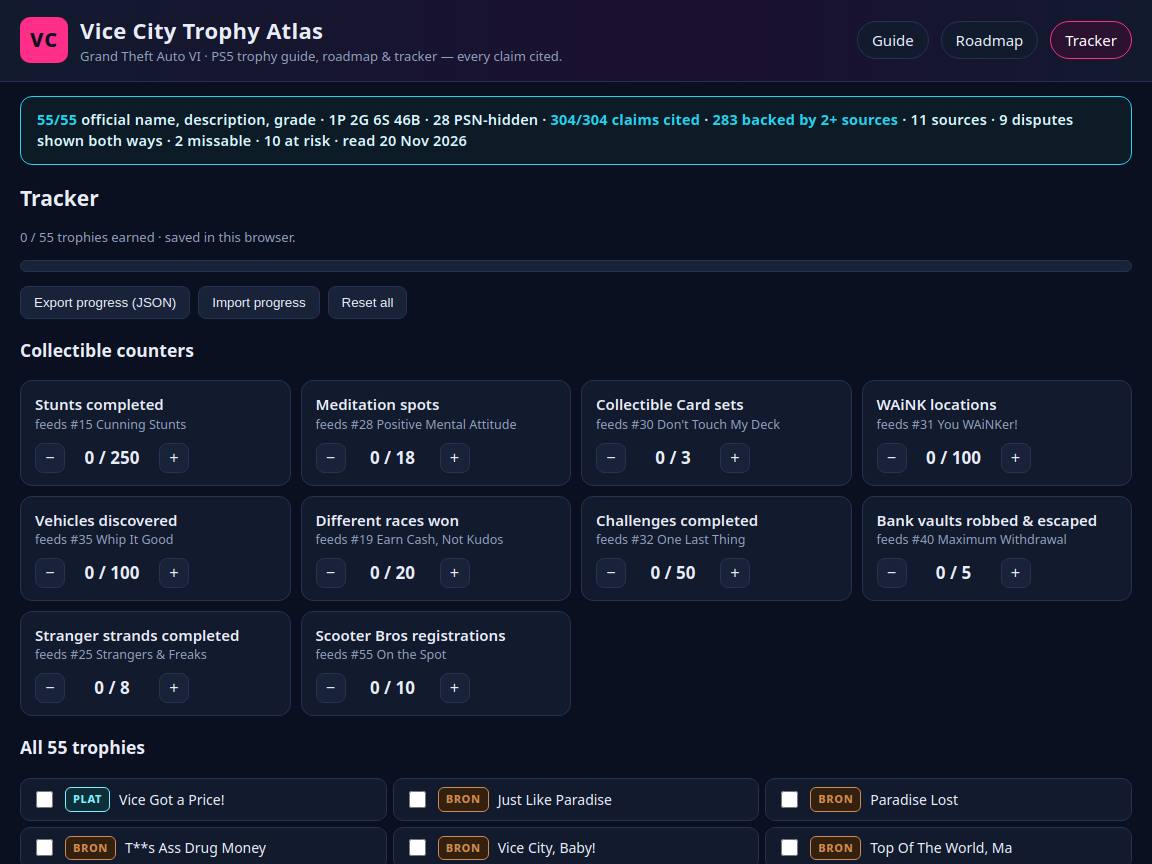 VC
Vice City Trophy Atlas
Grand Theft Auto VI · PS5 trophy guide, roadmap & tracker — every claim cited.
Guide
Roadmap
Tracker
55/55 official name, description, grade · 1P 2G 6S 46B · 28 PSN-hidden · 304/304 claims cited · 283 backed by 2+ sources · 11 sources · 9 disputes
shown both ways · 2 missable · 10 at risk · read 20 Nov 2026
Tracker
0 / 55 trophies earned · saved in this browser.
Export progress (JSON)
Import progress
Reset all
Collectible counters
Stunts completed
feeds #15 Cunning Stunts
− 0 / 250 +
Meditation spots
feeds #28 Positive Mental Attitude
− 0 / 18 +
Collectible Card sets
feeds #30 Don't Touch My Deck
− 0 / 3 +
WAiNK locations
feeds #31 You WAiNKer!
− 0 / 100 +
Vehicles discovered
feeds #35 Whip It Good
− 0 / 100 +
Different races won
feeds #19 Earn Cash, Not Kudos
− 0 / 20 +
Challenges completed
feeds #32 One Last Thing
− 0 / 50 +
Bank vaults robbed & escaped
feeds #40 Maximum Withdrawal
− 0 / 5 +
Stranger strands completed
feeds #25 Strangers & Freaks
− 0 / 8 +
Scooter Bros registrations
feeds #55 On the Spot
− 0 / 10 +
All 55 trophies
PLAT Vice Got a Price!
BRON Just Like Paradise
BRON Paradise Lost
BRON T**s Ass Drug Money
BRON Vice City, Baby!
BRON Top Of The World, Ma